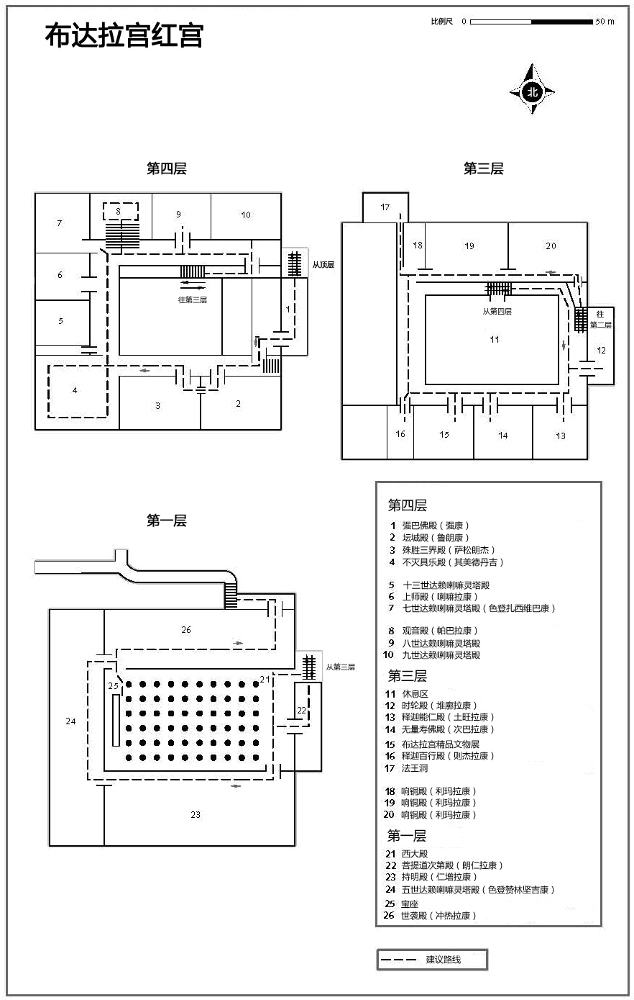 布达拉宫红宫
比例尺 0 50 m
北
第四层
第三层
7
8
9
10
6
5
4
3
2
1
从顶层
往第三层
17
18
19
20
从第四层
11
往
第二层
12
16
15
14
13
第一层
26
从第三层
25
21
22
24
23
第四层
1 强巴佛殿（强康）
2 坛城殿（鲁朗康）
3 殊胜三界殿（萨松朗杰）
4 不灭具乐殿（其美德丹吉）
5 十三世达赖喇嘛灵塔殿
6 上师殿（喇嘛拉康）
7 七世达赖喇嘛灵塔殿（色登扎西维巴康）
8 观音殿（帕巴拉康）
9 八世达赖喇嘛灵塔殿
10 九世达赖喇嘛灵塔殿
第三层
11 休息区
12 时轮殿（堆廓拉康）
13 释迦能仁殿（土旺拉康）
14 无量寿佛殿（次巴拉康）
15 布达拉宫精品文物展
16 释迦百行殿（则杰拉康）
17 法王洞
18 响铜殿（利玛拉康）
19 响铜殿（利玛拉康）
20 响铜殿（利玛拉康）
第一层
21 西大殿
22 菩提道次第殿（朗仁拉康）
23 持明殿（仁增拉康）
24 五世达赖喇嘛灵塔殿（色登赞林坚吉康）
25 宝座
26 世袭殿（冲热拉康）
建议路线